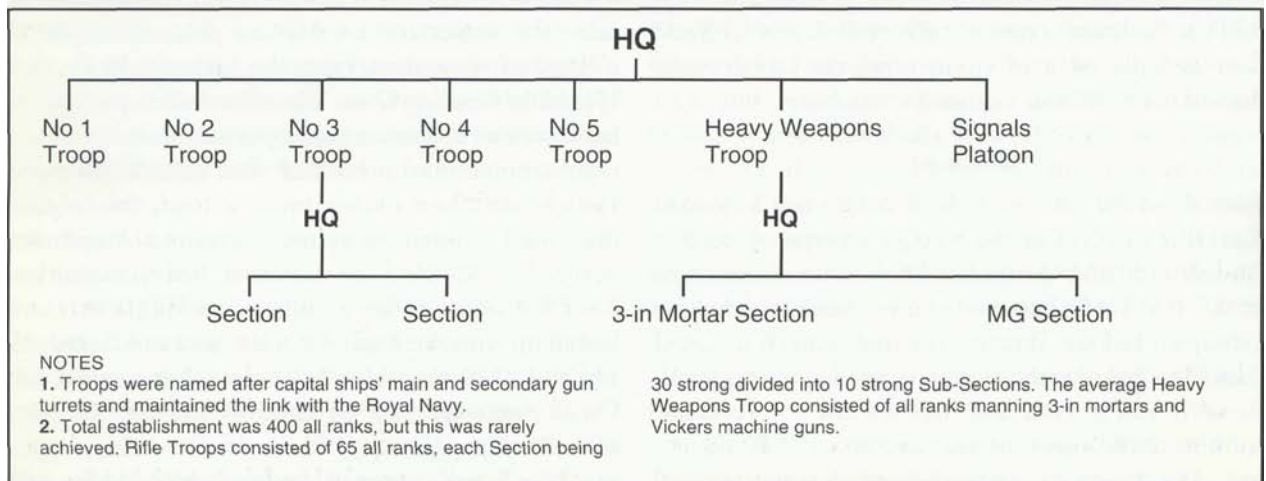 HQ
No 1
Troop
No 2
Troop
No 3
Troop
No 4
Troop
No 5
Troop
Heavy Weapons
Troop
Signals
Platoon
HQ
HQ
Section
Section
3-in Mortar Section
MG Section
NOTES
1. Troops were named after capital ships' main and secondary gun
turrets and maintained the link with the Royal Navy.
2. Total establishment was 400 all ranks, but this was rarely
achieved. Rifle Troops consisted of 65 all ranks, each Section being
30 strong divided into 10 strong Sub-Sections. The average Heavy
Weapons Troop consisted of all ranks manning 3-in mortars and
Vickers machine guns.